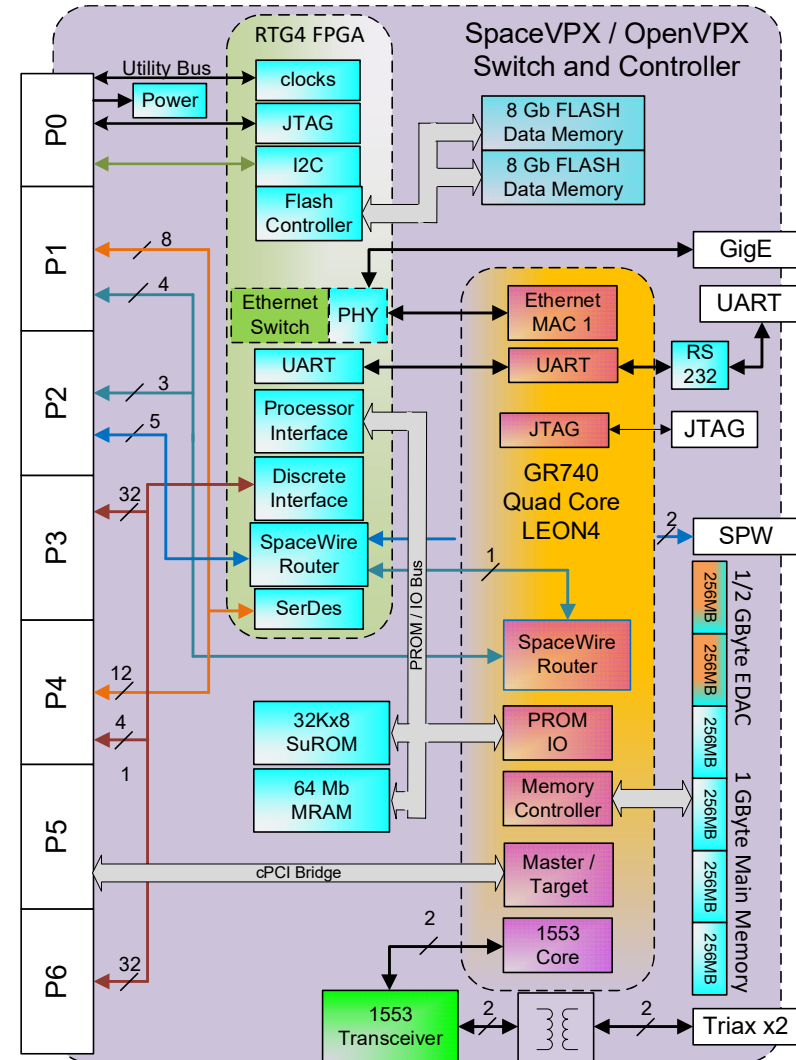 SpaceVPX / OpenVPX
Switch and Controller
RTG4 FPGA
Utility Bus
clocks
Power
JTAG
I2C
Flash
Controller
8 Gb FLASH
Data Memory
8 Gb FLASH
Data Memory
P0
P1
P2
P3
P4
P5
P6
8
4
3
5
32
12
4
1
32
Ethernet
Switch
PHY
UART
Processor
Interface
Discrete
Interface
SpaceWire
Router
SerDes
PROM / IO Bus
32Kx8
SuROM
64 Mb
MRAM
cPCI Bridge
Ethernet
MAC 1
UART
JTAG
GR740
Quad Core
LEON4
1
SpaceWire
Router
PROM
IO
Memory
Controller
Master /
Target
1553
Core
2
1553
Transceiver
2
2
GigE
UART
RS
232
JTAG
2
SPW
256MB
256MB
256MB
256MB
256MB
256MB
1/2 GByte EDAC
1 GByte Main Memory
Triax x2